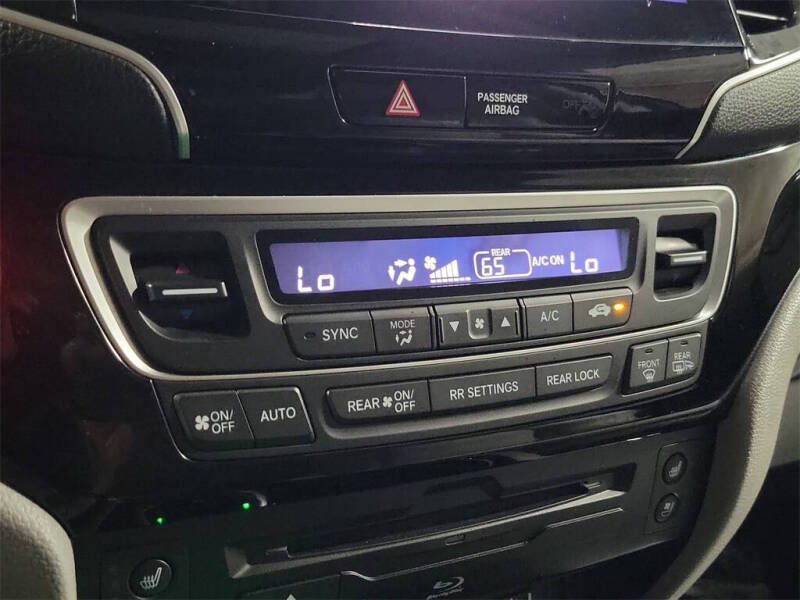 PASSENGER
AIRBAG
OFF
Lo
REAR
65
A/C ON
Lo
SYNC
MODE
A/C
ON/
OFF
AUTO
REAR ON/
OFF
RR SETTINGS
REAR LOCK
FRONT
REAR